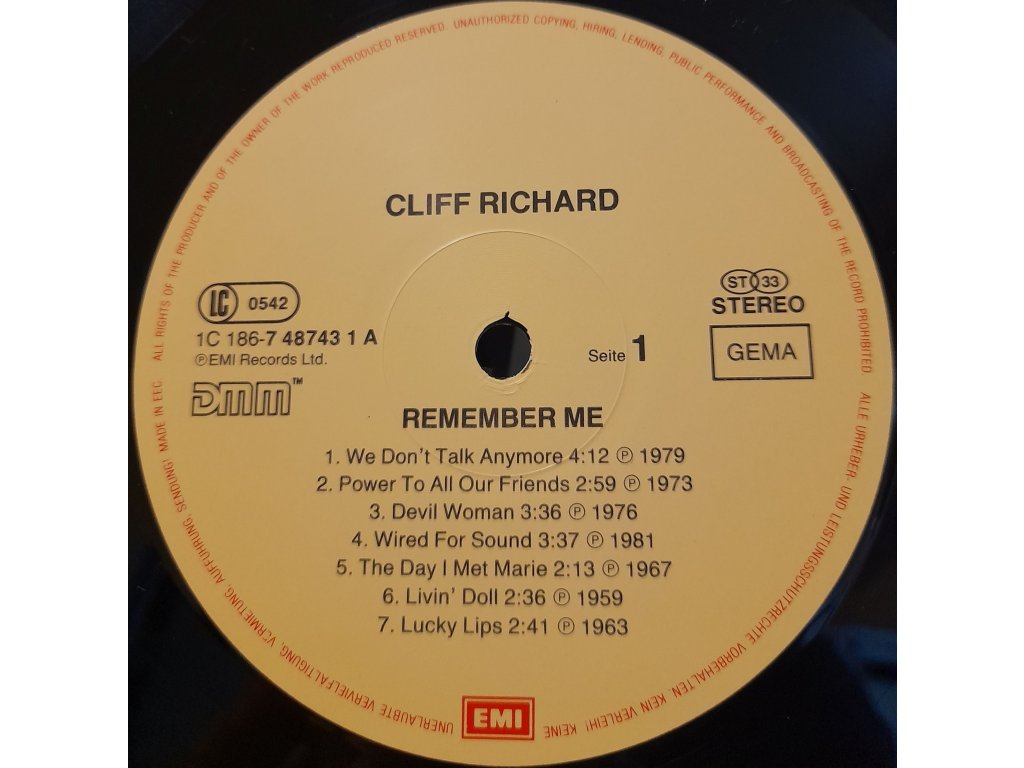 CLIFF RICHARD
LC 0542
1C 186-7 48743 1 A
ⓅEMI Records Ltd.
DMM™
ST 33
STEREO
GEMA
Seite 1
REMEMBER ME
1. We Don't Talk Anymore 4:12 Ⓟ 1979
2. Power To All Our Friends 2:59 Ⓟ 1973
3. Devil Woman 3:36 Ⓟ 1976
4. Wired For Sound 3:37 Ⓟ 1981
5. The Day I Met Marie 2:13 Ⓟ 1967
6. Livin' Doll 2:36 Ⓟ 1959
7. Lucky Lips 2:41 Ⓟ 1963
EMI
ALL RIGHTS OF THE PRODUCER AND OF THE OWNER OF THE WORK REPRODUCED RESERVED. UNAUTHORIZED COPYING, HIRING, LENDING, PUBLIC PERFORMANCE AND BROADCASTING OF THE RECORD PROHIBITED.
ALLE URHEBER- UND LEISTUNGSSCHUTZRECHTE VORBEHALTEN. KEIN VERLEIH! KEINE UNERLAUBTE VERVIELFÄLTIGUNG, VERMIETUNG, AUFFÜHRUNG, SENDUNG! MADE IN EEC.